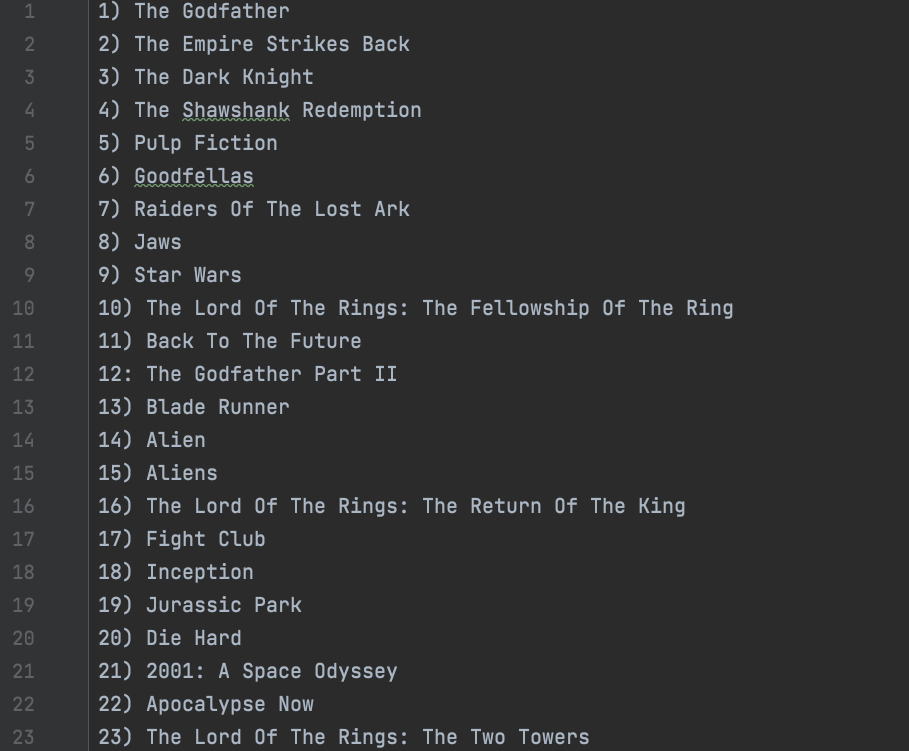 1 1) The Godfather
2 2) The Empire Strikes Back
3 3) The Dark Knight
4 4) The Shawshank Redemption
5 5) Pulp Fiction
6 6) Goodfellas
7 7) Raiders Of The Lost Ark
8 8) Jaws
9 9) Star Wars
10 10) The Lord Of The Rings: The Fellowship Of The Ring
11 11) Back To The Future
12 12: The Godfather Part II
13 13) Blade Runner
14 14) Alien
15 15) Aliens
16 16) The Lord Of The Rings: The Return Of The King
17 17) Fight Club
18 18) Inception
19 19) Jurassic Park
20 20) Die Hard
21 21) 2001: A Space Odyssey
22 22) Apocalypse Now
23 23) The Lord Of The Rings: The Two Towers